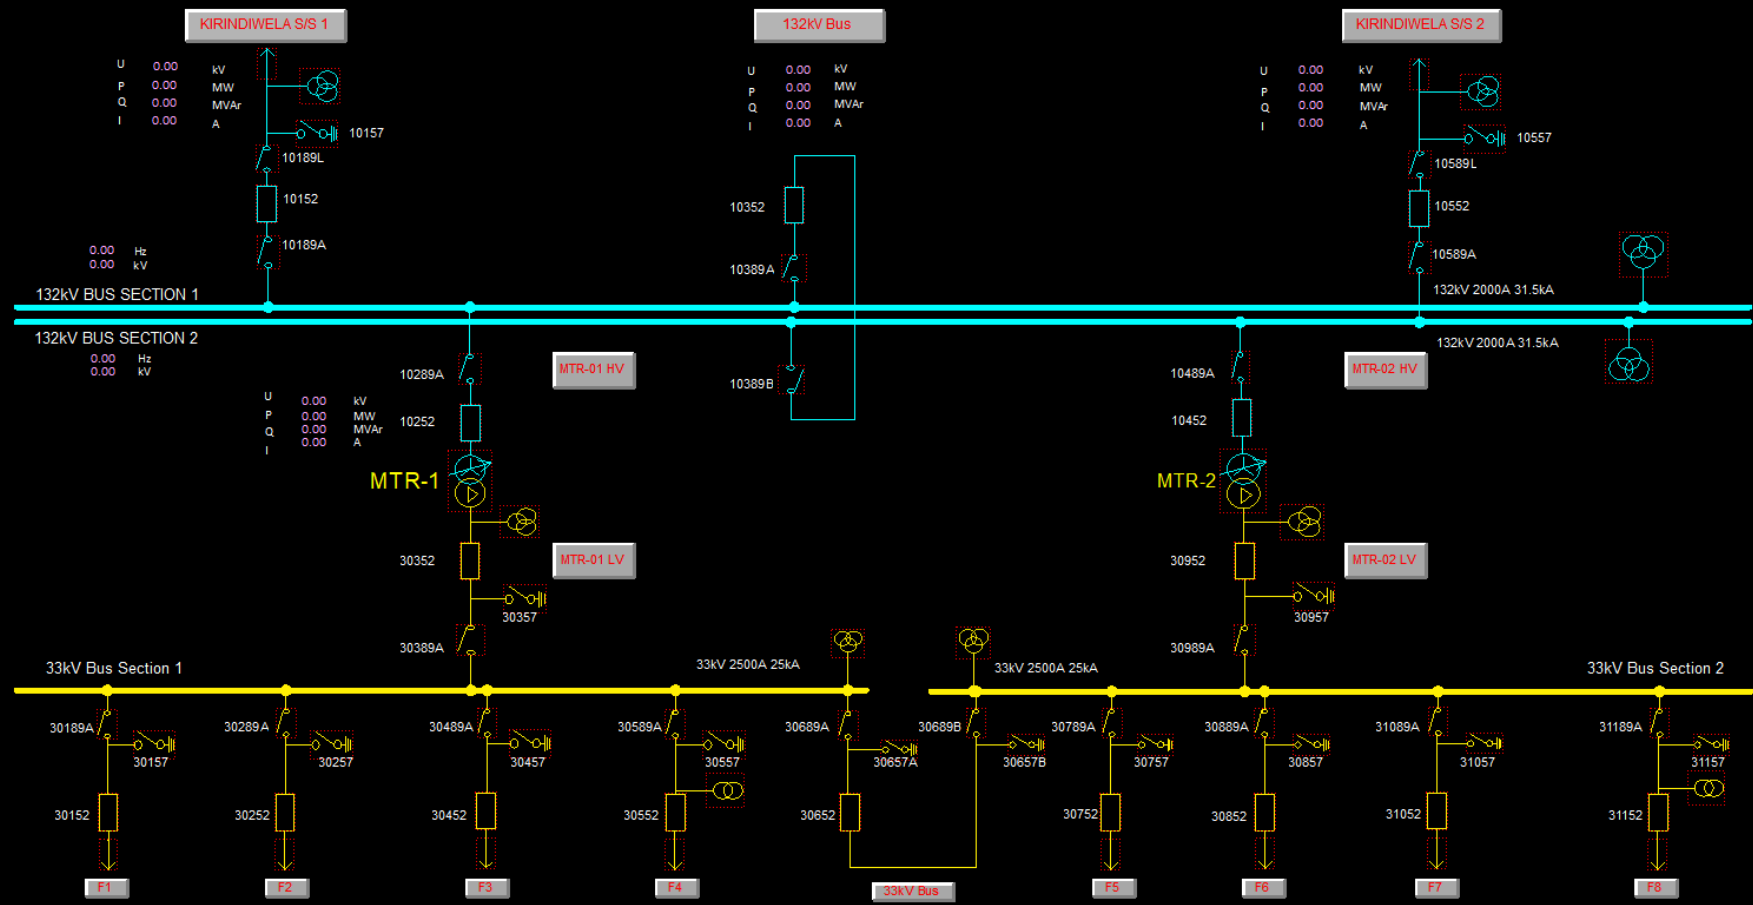 KIRINDIWELA S/S 1
132kV Bus
KIRINDIWELA S/S 2
U 0.00 kV
P 0.00 MW
Q 0.00 MVAr
I 0.00 A
U 0.00 kV
P 0.00 MW
Q 0.00 MVAr
I 0.00 A
U 0.00 kV
P 0.00 MW
Q 0.00 MVAr
I 0.00 A
10157
10189L
10152
10189A
10352
10389A
10557
10589L
10552
10589A
0.00 Hz
0.00 kV
132kV BUS SECTION 1
132kV 2000A 31.5kA
132kV BUS SECTION 2
132kV 2000A 31.5kA
0.00 Hz
0.00 kV
10289A
MTR-01 HV
10389B
10489A
MTR-02 HV
U 0.00 kV
P 0.00 MW
Q 0.00 MVAr
I 0.00 A
10252
10452
MTR-1
MTR-2
30352
MTR-01 LV
30952
MTR-02 LV
30357
30957
30389A
30989A
33kV Bus Section 1
33kV 2500A 25kA
33kV 2500A 25kA
33kV Bus Section 2
30189A
30289A
30489A
30589A
30689A
30689B
30789A
30889A
31089A
31189A
30157
30257
30457
30557
30657A
30657B
30757
30857
31057
31157
30152
30252
30452
30552
30652
30752
30852
31052
31152
F1
F2
F3
F4
33kV Bus
F5
F6
F7
F8